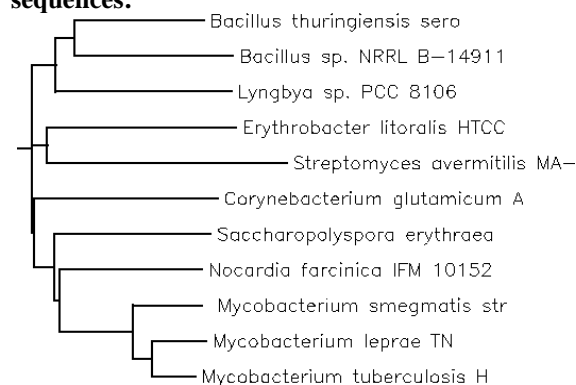 sequences:
Bacillus thuringiensis sero
Bacillus sp. NRRL B-14911
Lyngbya sp. PCC 8106
Erythrobacter litoralis HTCC
Streptomyces avermitilis MA-
Corynebacterium glutamicum A
Saccharopolyspora erythraea
Nocardia farcinica IFM 10152
Mycobacterium smegmatis str
Mycobacterium leprae TN
Mycobacterium tuberculosis H